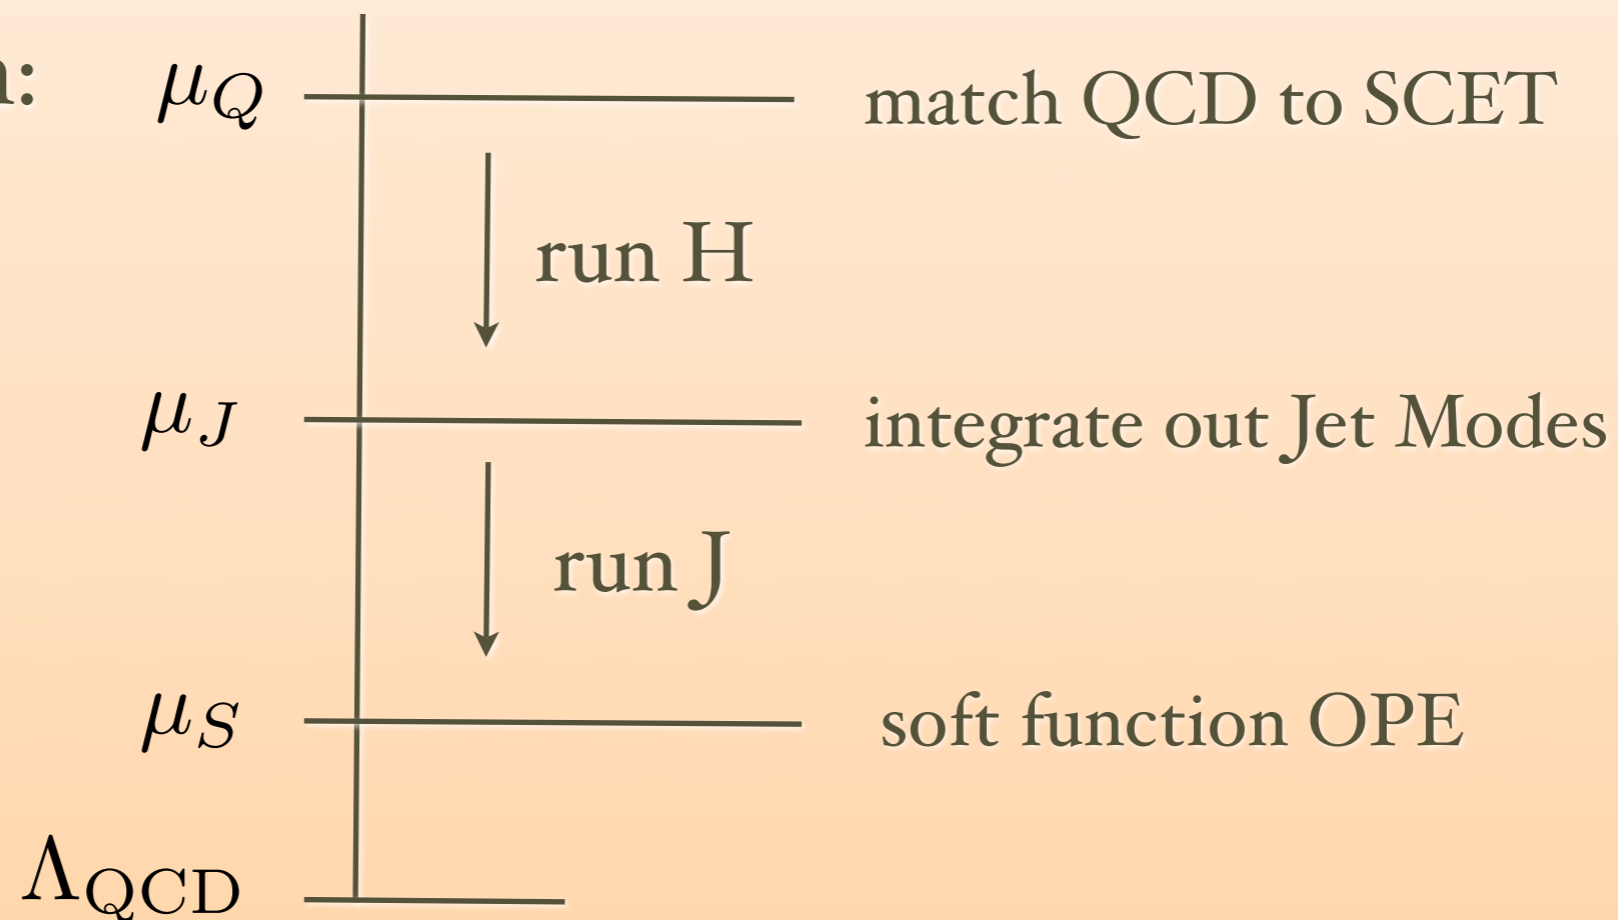 μ_Q match QCD to SCET
run H
μ_J integrate out Jet Modes
run J
μ_S soft function OPE
Λ_QCD